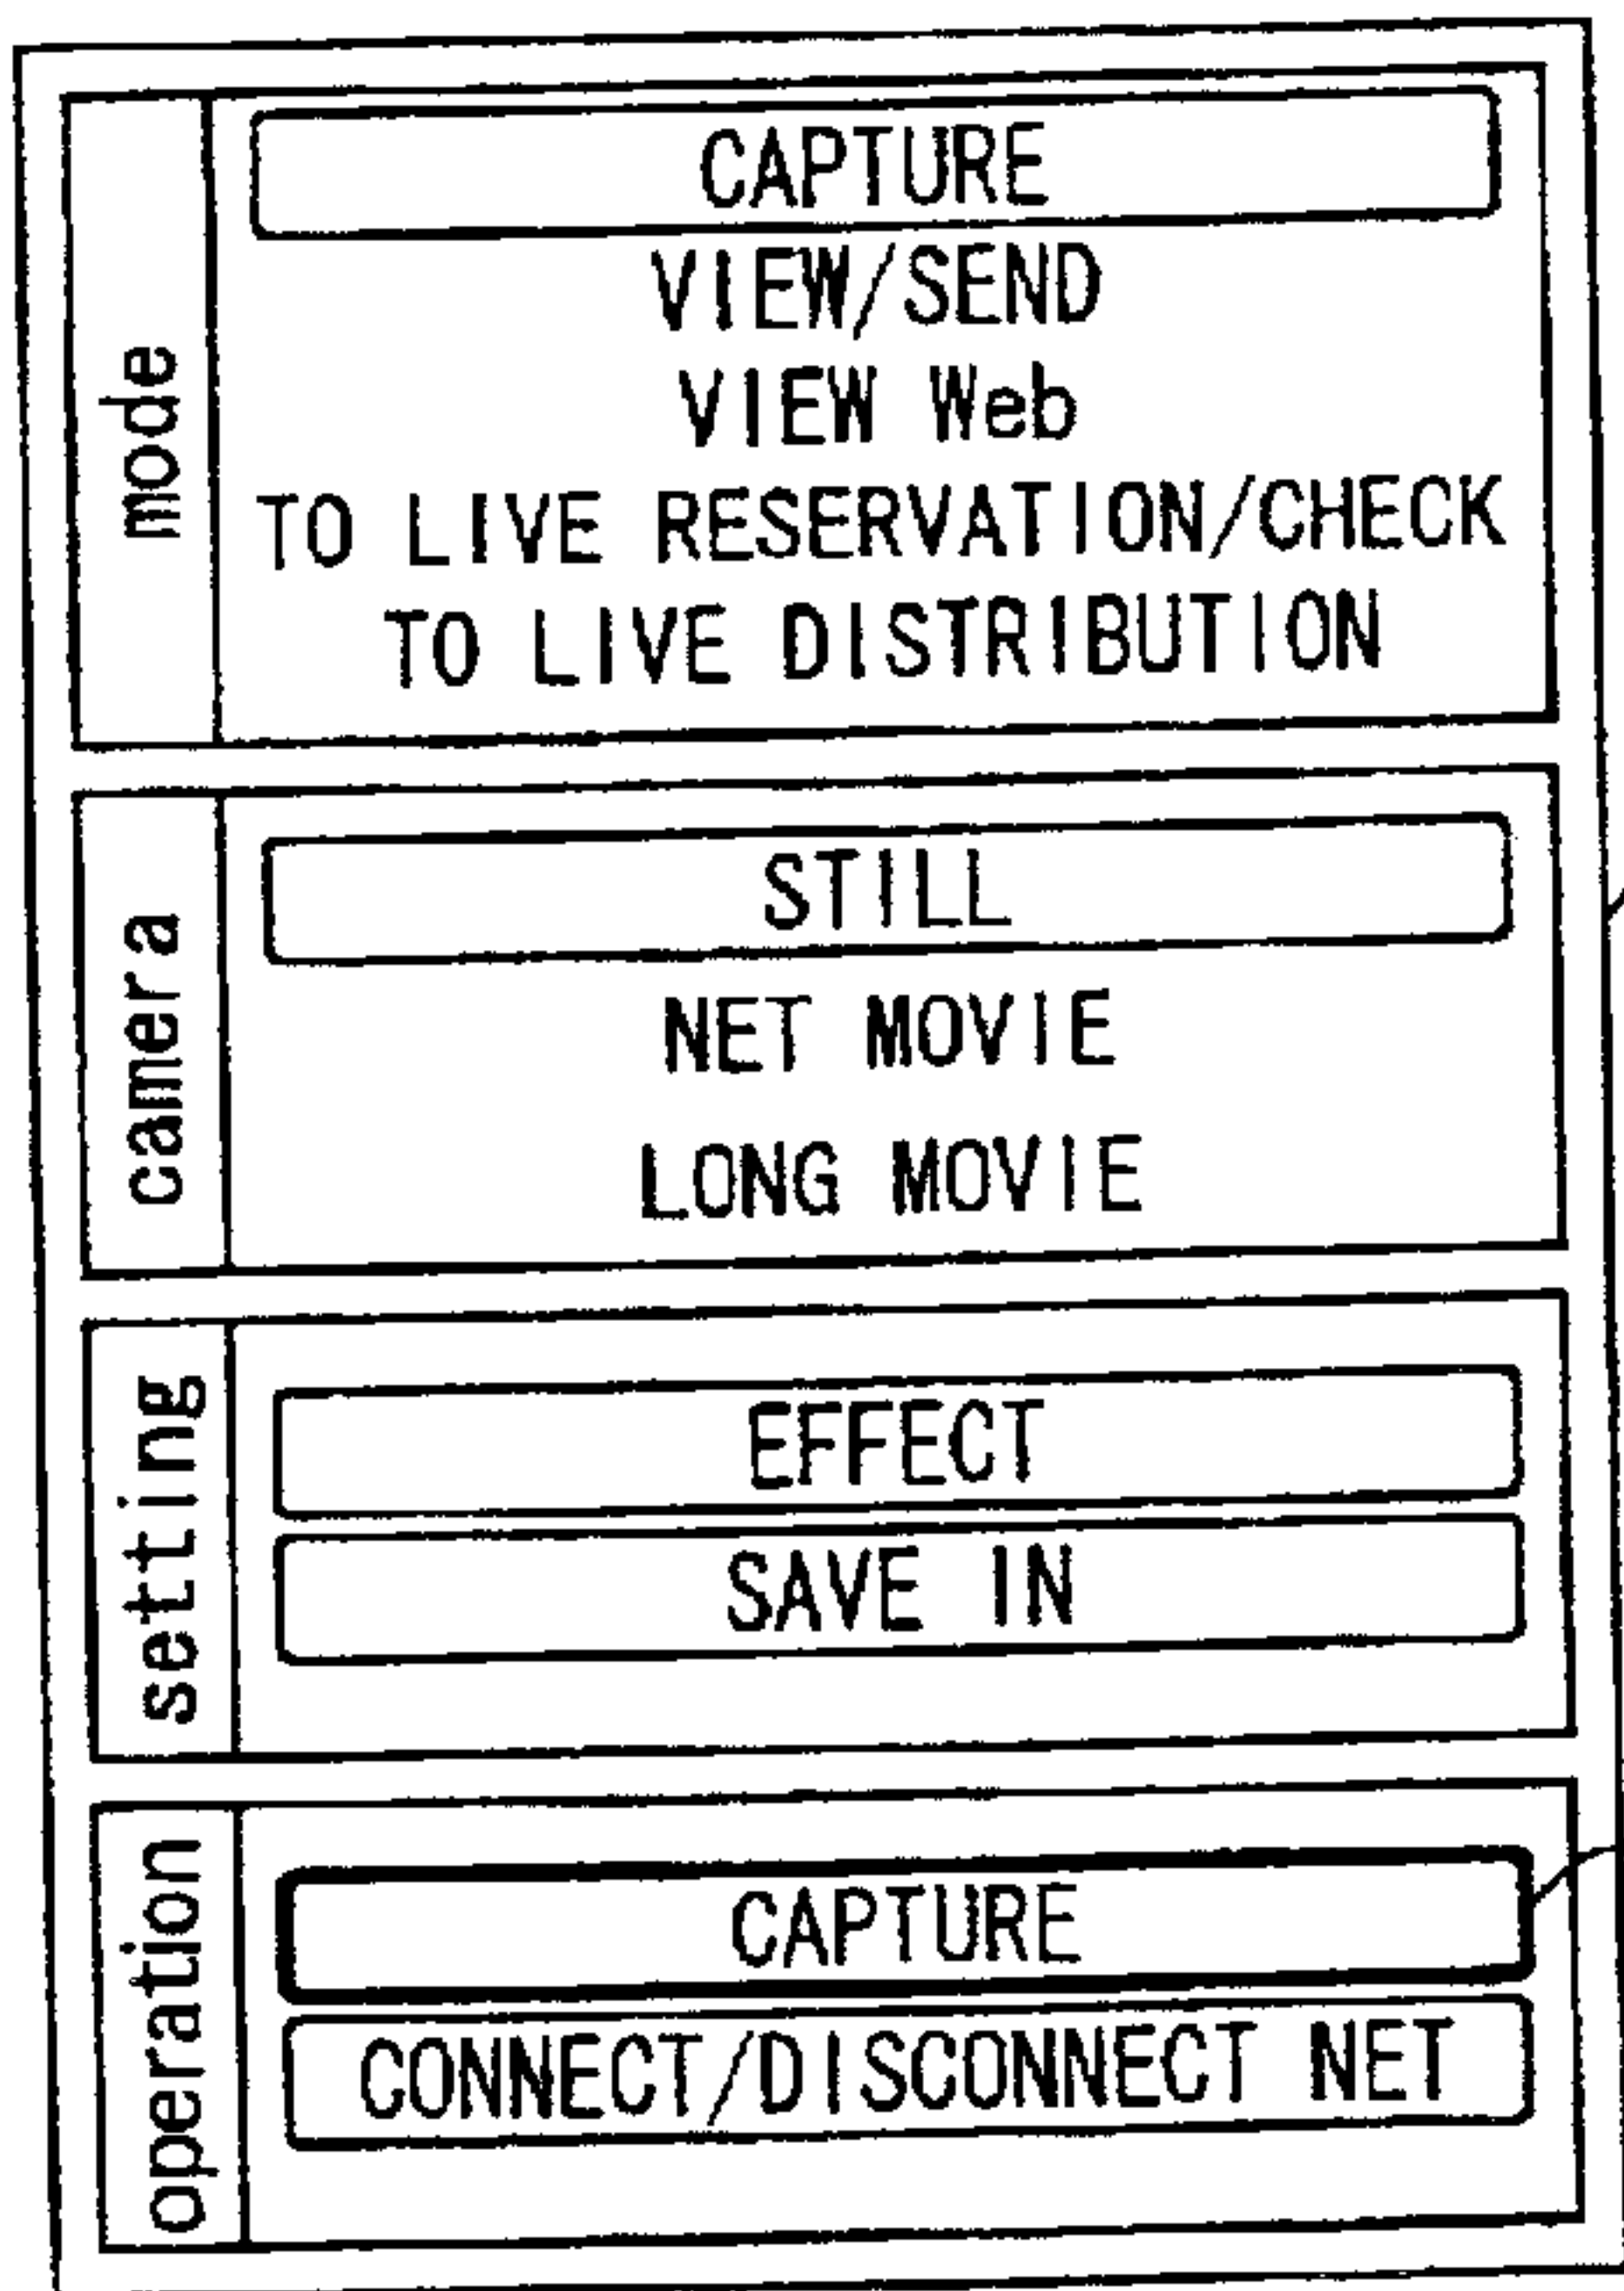 mode
CAPTURE
VIEW/SEND
VIEW Web
TO LIVE RESERVATION/CHECK
TO LIVE DISTRIBUTION
camera
STILL
NET MOVIE
LONG MOVIE
setting
EFFECT
SAVE IN
operation
CAPTURE
CONNECT/DISCONNECT NET